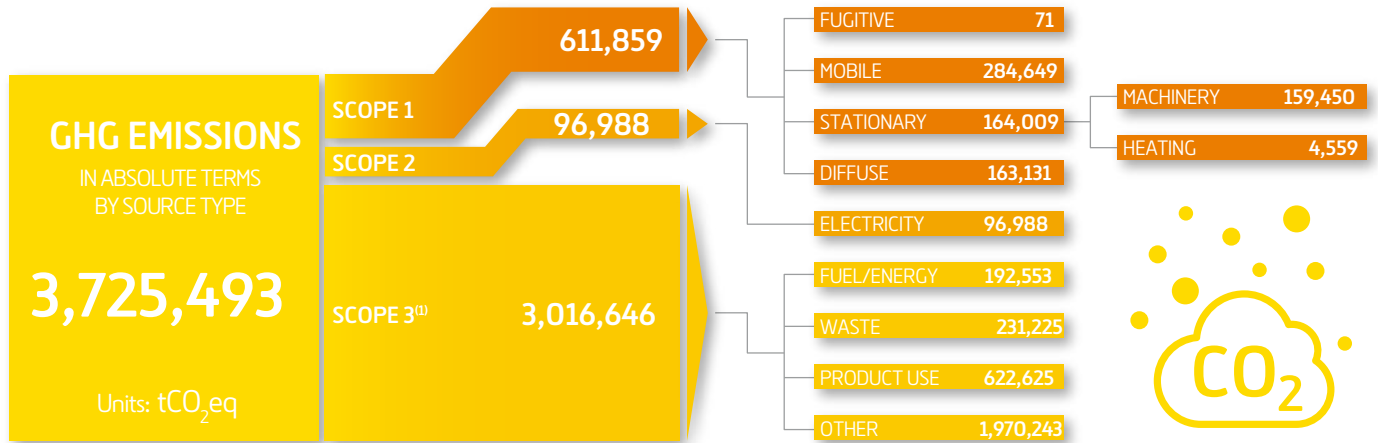 GHG EMISSIONS
IN ABSOLUTE TERMS
BY SOURCE TYPE
3,725,493
Units: tCO₂eq
SCOPE 1 611,859
SCOPE 2 96,988
SCOPE 3⁽¹⁾ 3,016,646
FUGITIVE 71
MOBILE 284,649
STATIONARY 164,009
DIFFUSE 163,131
ELECTRICITY 96,988
FUEL/ENERGY 192,553
WASTE 231,225
PRODUCT USE 622,625
OTHER 1,970,243
MACHINERY 159,450
HEATING 4,559
CO₂